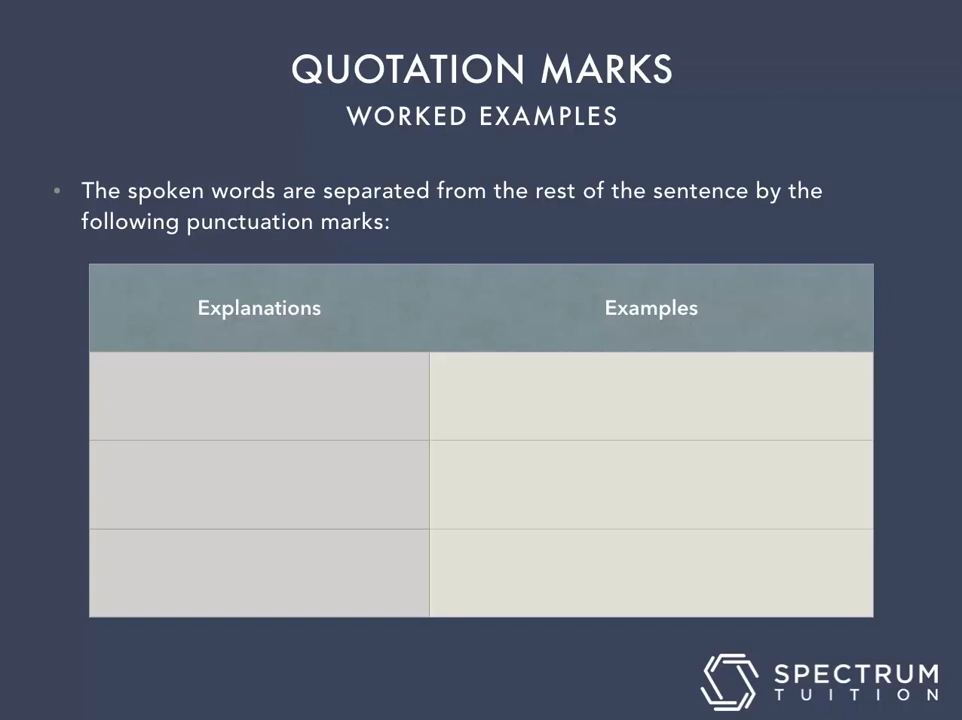 QUOTATION MARKS
WORKED EXAMPLES
• The spoken words are separated from the rest of the sentence by the
following punctuation marks:
Explanations
Examples
SPECTRUM
TUITION